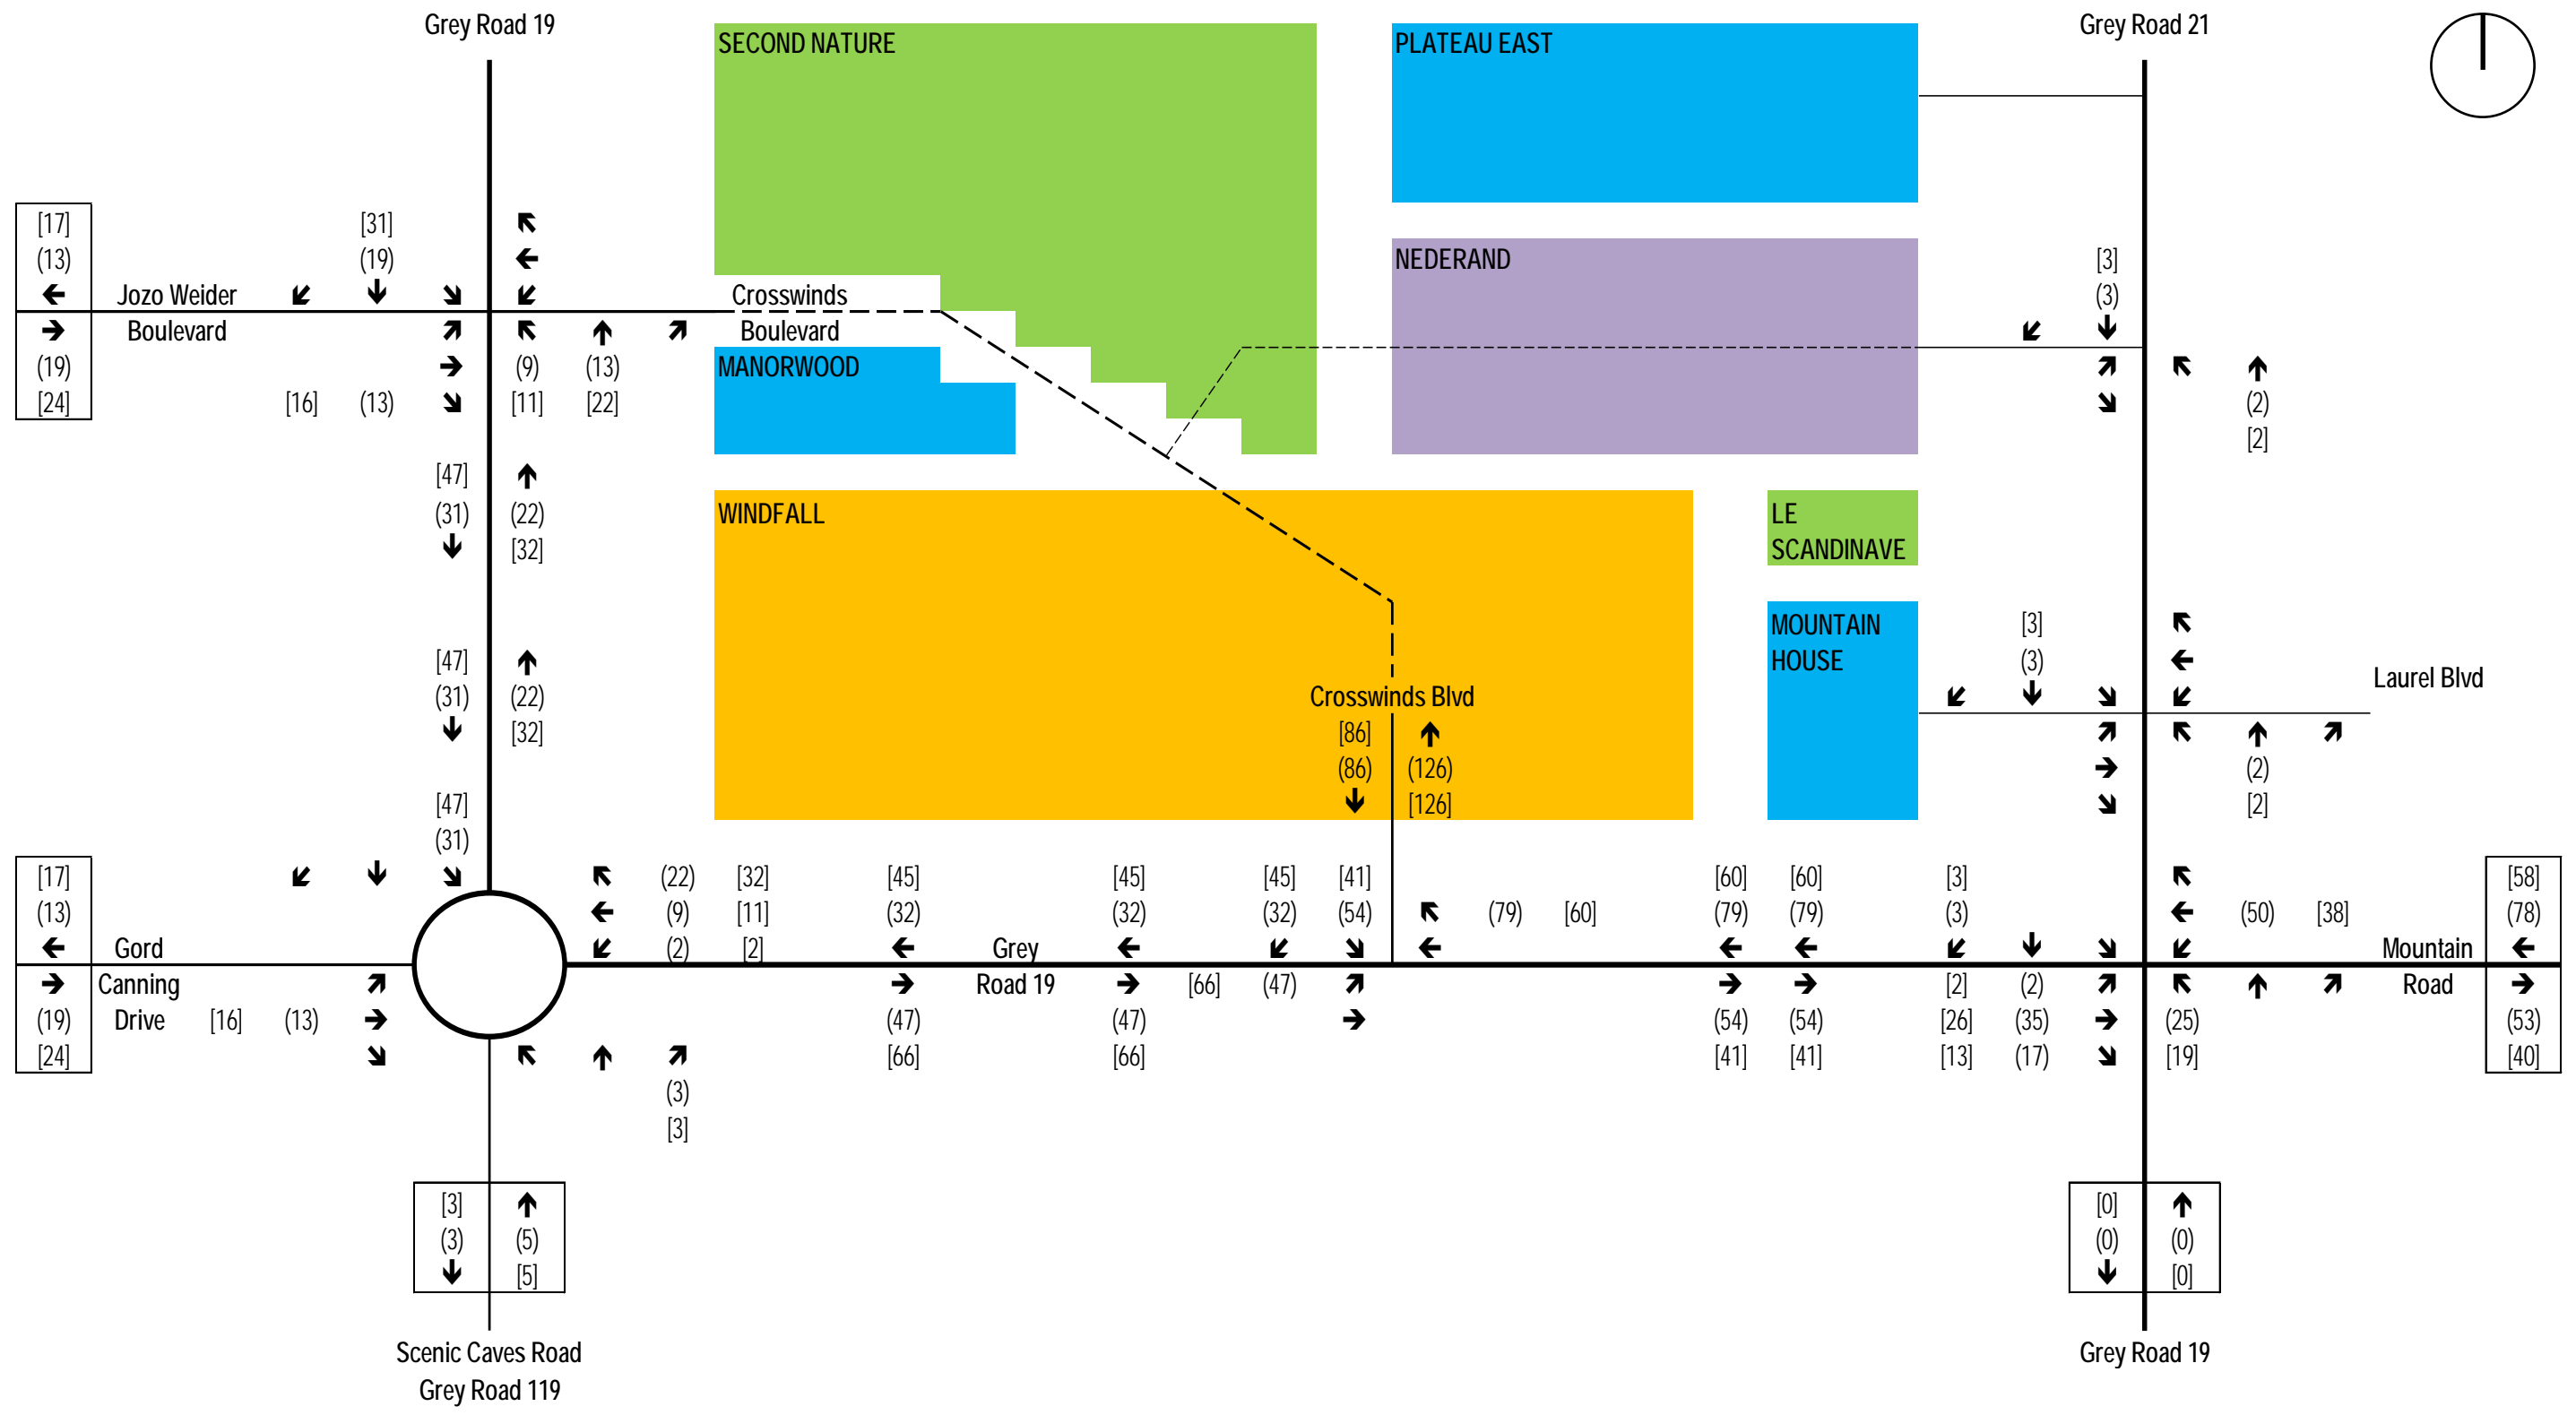 Grey Road 19
SECOND NATURE
PLATEAU EAST
Grey Road 21
[17] [31]
(13) (19)
NEDERAND
[3]
Jozo Weider
Crosswinds
(3)
Boulevard
Boulevard
(19) (9) (13)
MANORWOOD
[24] [16] (13) [11] [22]
(2)
[2]
[47]
(31) (22)
[32]
WINDFALL
LE
SCANDINAVE
[47]
(31) (22)
[32]
MOUNTAIN
HOUSE
[3]
(3)
Laurel Blvd
Crosswinds Blvd
[86]
(86) (126)
[126]
(2)
[2]
[47]
(31)
[17] (22) [32] [45] [45] [45] [41] [60] [60] [3] [58]
(13) (9) [11] (32) (32) (32) (54) (79) [60] (79) (79) (3) (50) [38] (78)
Gord (2) [2] Grey Mountain
Canning Road 19 [66] (47) [2] (2) Road
(19) Drive [16] (13) (47) (47) (54) (54) [26] (35) (25) (53)
[24] [66] [66] [41] [41] [13] (17) [19] [40]
(3)
[3]
[3] [0]
(3) (5) (0) (0)
[5] [0]
Scenic Caves Road
Grey Road 119
Grey Road 19